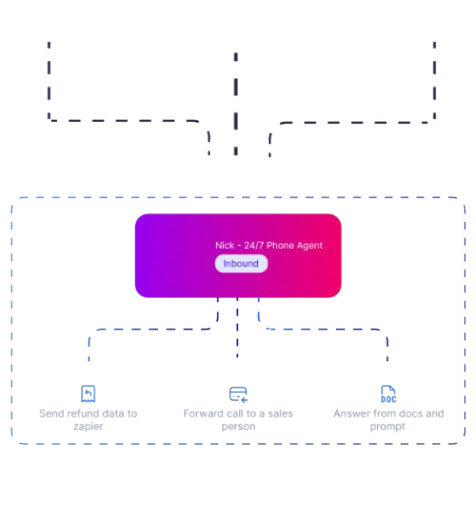 Nick - 24/7 Phone Agent
Inbound
Send refund data to
zapier
Forward call to a sales
person
Answer from docs and
prompt
DOC